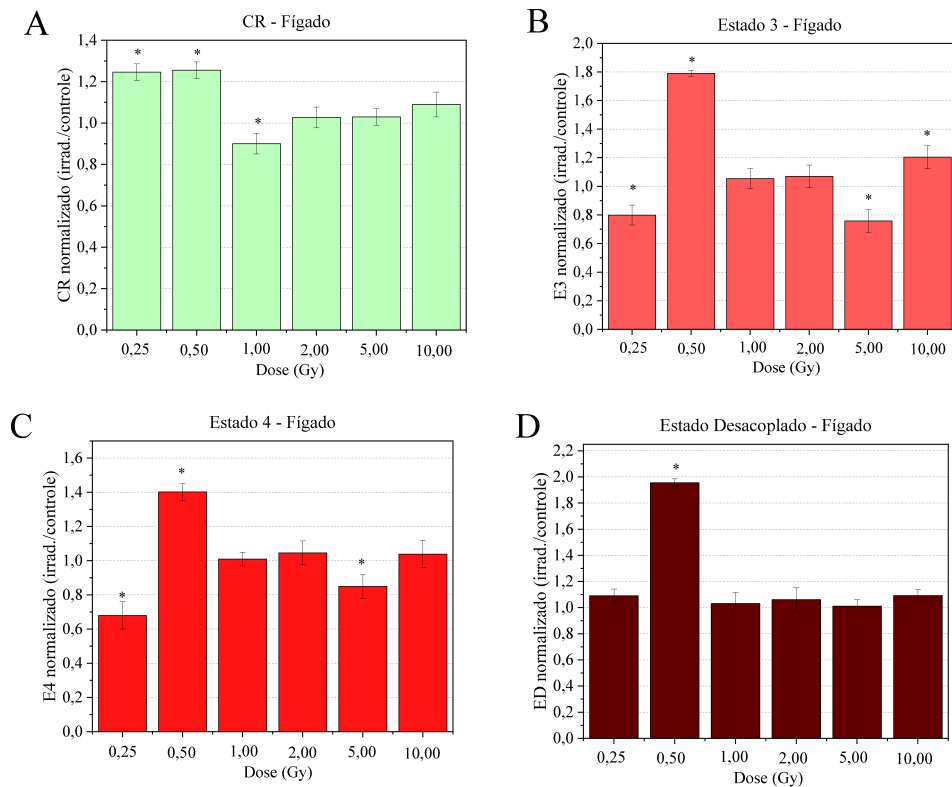 A
CR - Fígado
CR normalizado (irrad./controle)
1,4
1,2
1,0
0,8
0,6
0,4
0,2
0,0
* * *
0,25 0,50 1,00 2,00 5,00 10,00
Dose (Gy)
B
Estado 3 - Fígado
E3 normalizado (irrad./controle)
2,0
1,8
1,6
1,4
1,2
1,0
0,8
0,6
0,4
0,2
0,0
* * * *
0,25 0,50 1,00 2,00 5,00 10,00
Dose (Gy)
C
Estado 4 - Fígado
E4 normalizado (irrad./controle)
1,6
1,4
1,2
1,0
0,8
0,6
0,4
0,2
0,0
* * *
0,25 0,50 1,00 2,00 5,00 10,00
Dose (Gy)
D
Estado Desacoplado - Fígado
ED normalizado (irrad./controle)
2,2
2,0
1,8
1,6
1,4
1,2
1,0
0,8
0,6
0,4
0,2
0,0
*
0,25 0,50 1,00 2,00 5,00 10,00
Dose (Gy)